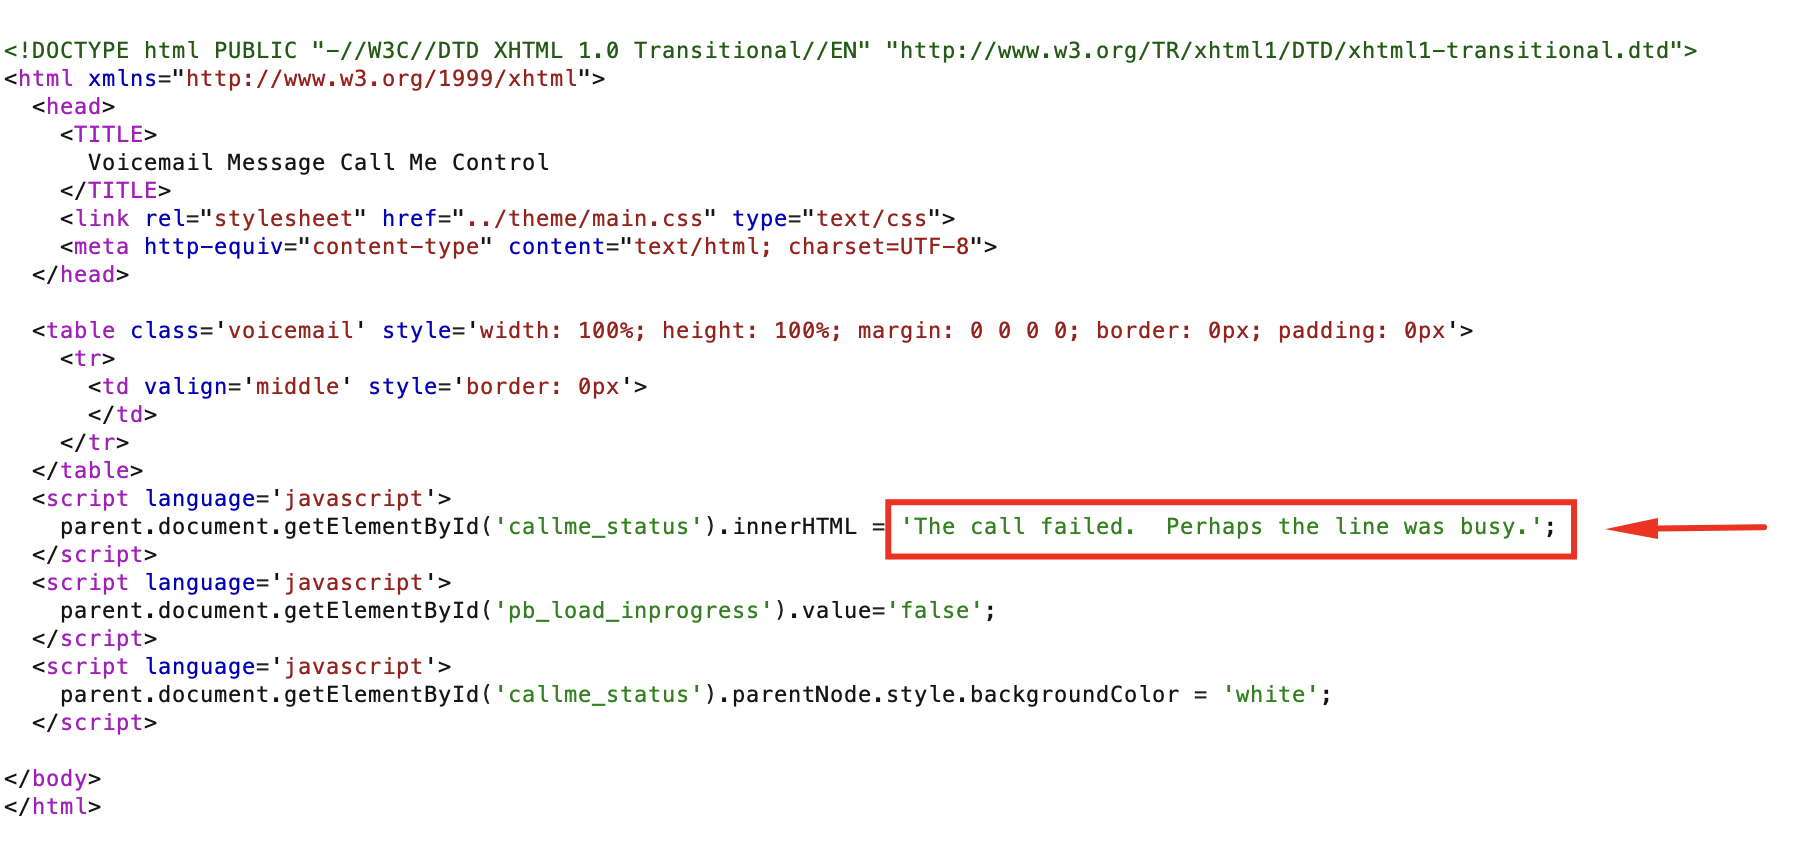 <!DOCTYPE html PUBLIC "-//W3C//DTD XHTML 1.0 Transitional//EN" "http://www.w3.org/TR/xhtml1/DTD/xhtml1-transitional.dtd">
<html xmlns="http://www.w3.org/1999/xhtml">
  <head>
    <TITLE>
      Voicemail Message Call Me Control
    </TITLE>
    <link rel="stylesheet" href="../theme/main.css" type="text/css">
    <meta http-equiv="content-type" content="text/html; charset=UTF-8">
  </head>

  <table class='voicemail' style='width: 100%; height: 100%; margin: 0 0 0 0; border: 0px; padding: 0px'>
    <tr>
      <td valign='middle' style='border: 0px'>
      </td>
    </tr>
  </table>
  <script language='javascript'>
    parent.document.getElementById('callme_status').innerHTML = 'The call failed.  Perhaps the line was busy.';
  </script>
  <script language='javascript'>
    parent.document.getElementById('pb_load_inprogress').value='false';
  </script>
  <script language='javascript'>
    parent.document.getElementById('callme_status').parentNode.style.backgroundColor = 'white';
  </script>

</body>
</html>